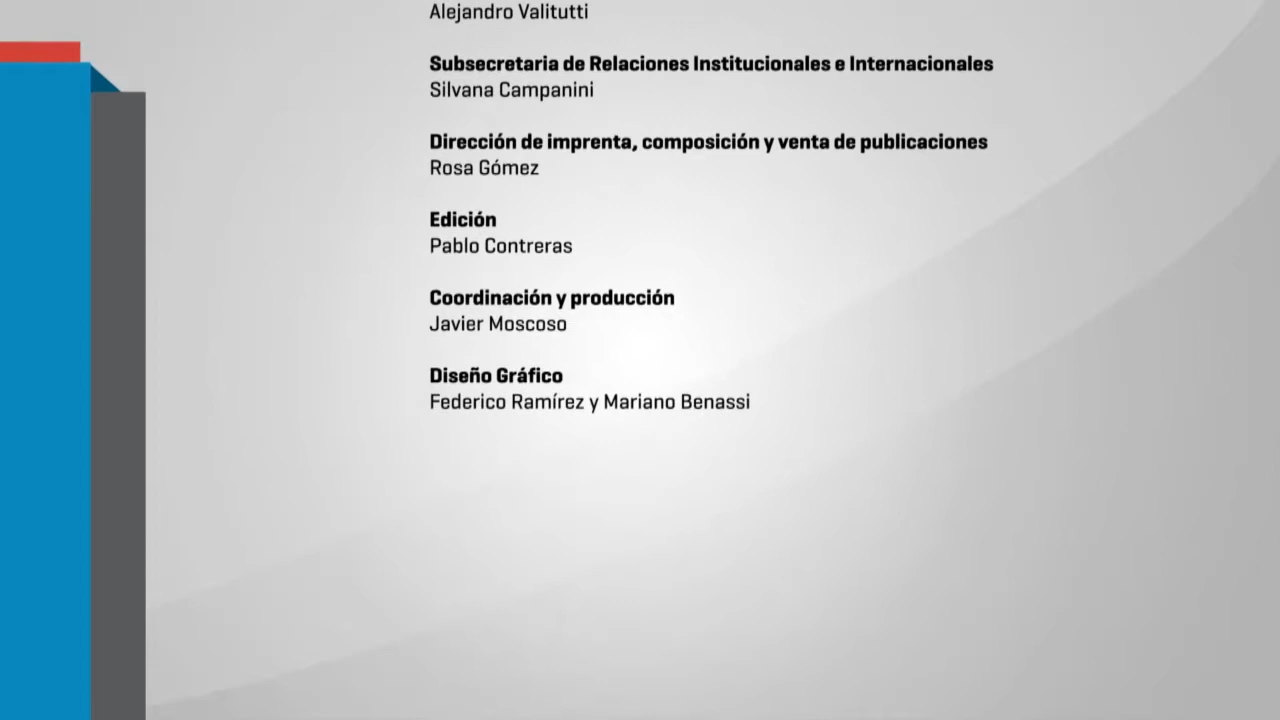 Alejandro Valitutti
Subsecretaria de Relaciones Institucionales e Internacionales
Silvana Campanini
Dirección de imprenta, composición y venta de publicaciones
Rosa Gómez
Edición
Pablo Contreras
Coordinación y producción
Javier Moscoso
Diseño Gráfico
Federico Ramírez y Mariano Benassi